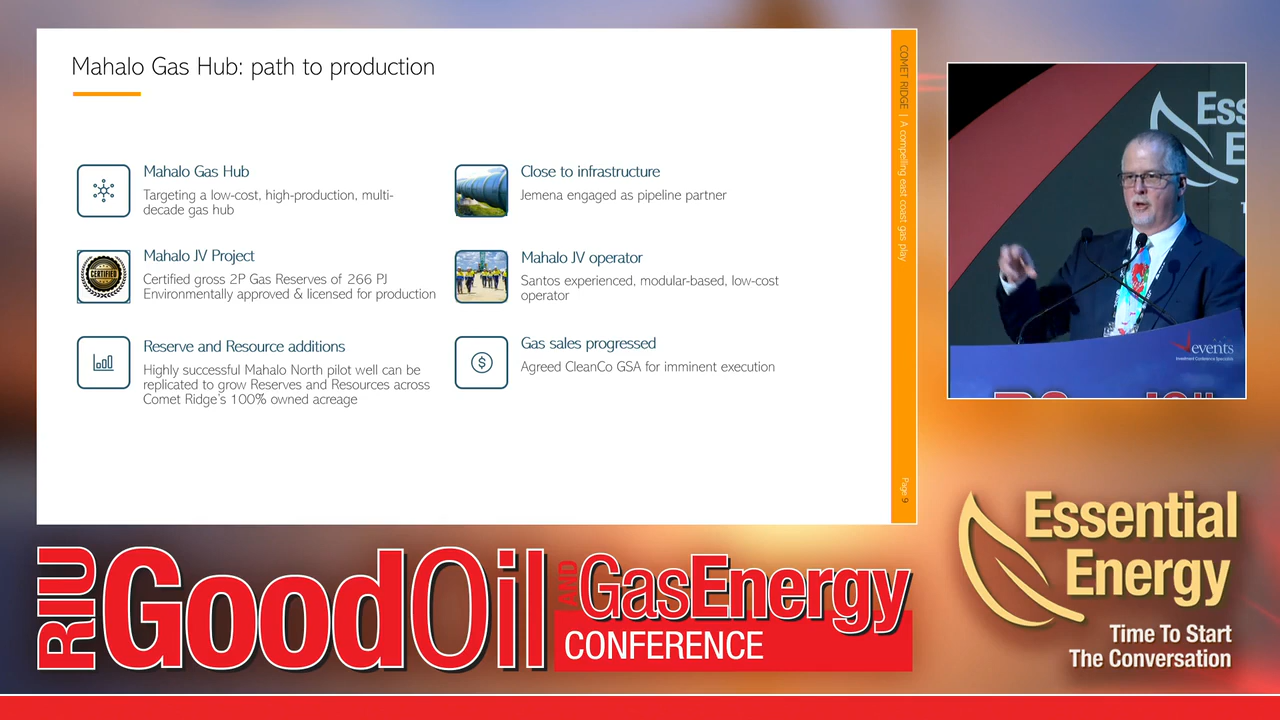 Mahalo Gas Hub: path to production
Mahalo Gas Hub
Targeting a low-cost, high-production, multi-
decade gas hub
CERTIFIED
Mahalo JV Project
Certified gross 2P Gas Reserves of 266 PJ
Environmentally approved & licensed for production
Reserve and Resource additions
Highly successful Mahalo North pilot well can be
replicated to grow Reserves and Resources across
Comet Ridge's 100% owned acreage
Close to infrastructure
Jemena engaged as pipeline partner
Mahalo JV operator
Santos experienced, modular-based, low-cost
operator
$
Gas sales progressed
Agreed CleanCo GSA for imminent execution
COMET RIDGE | A compelling east coast gas play
Page 9
Ess
E
T
events
Investment Conference Specialists
RIU GoodOil AND GasEnergy
CONFERENCE
Essential
Energy
Time To Start
The Conversation